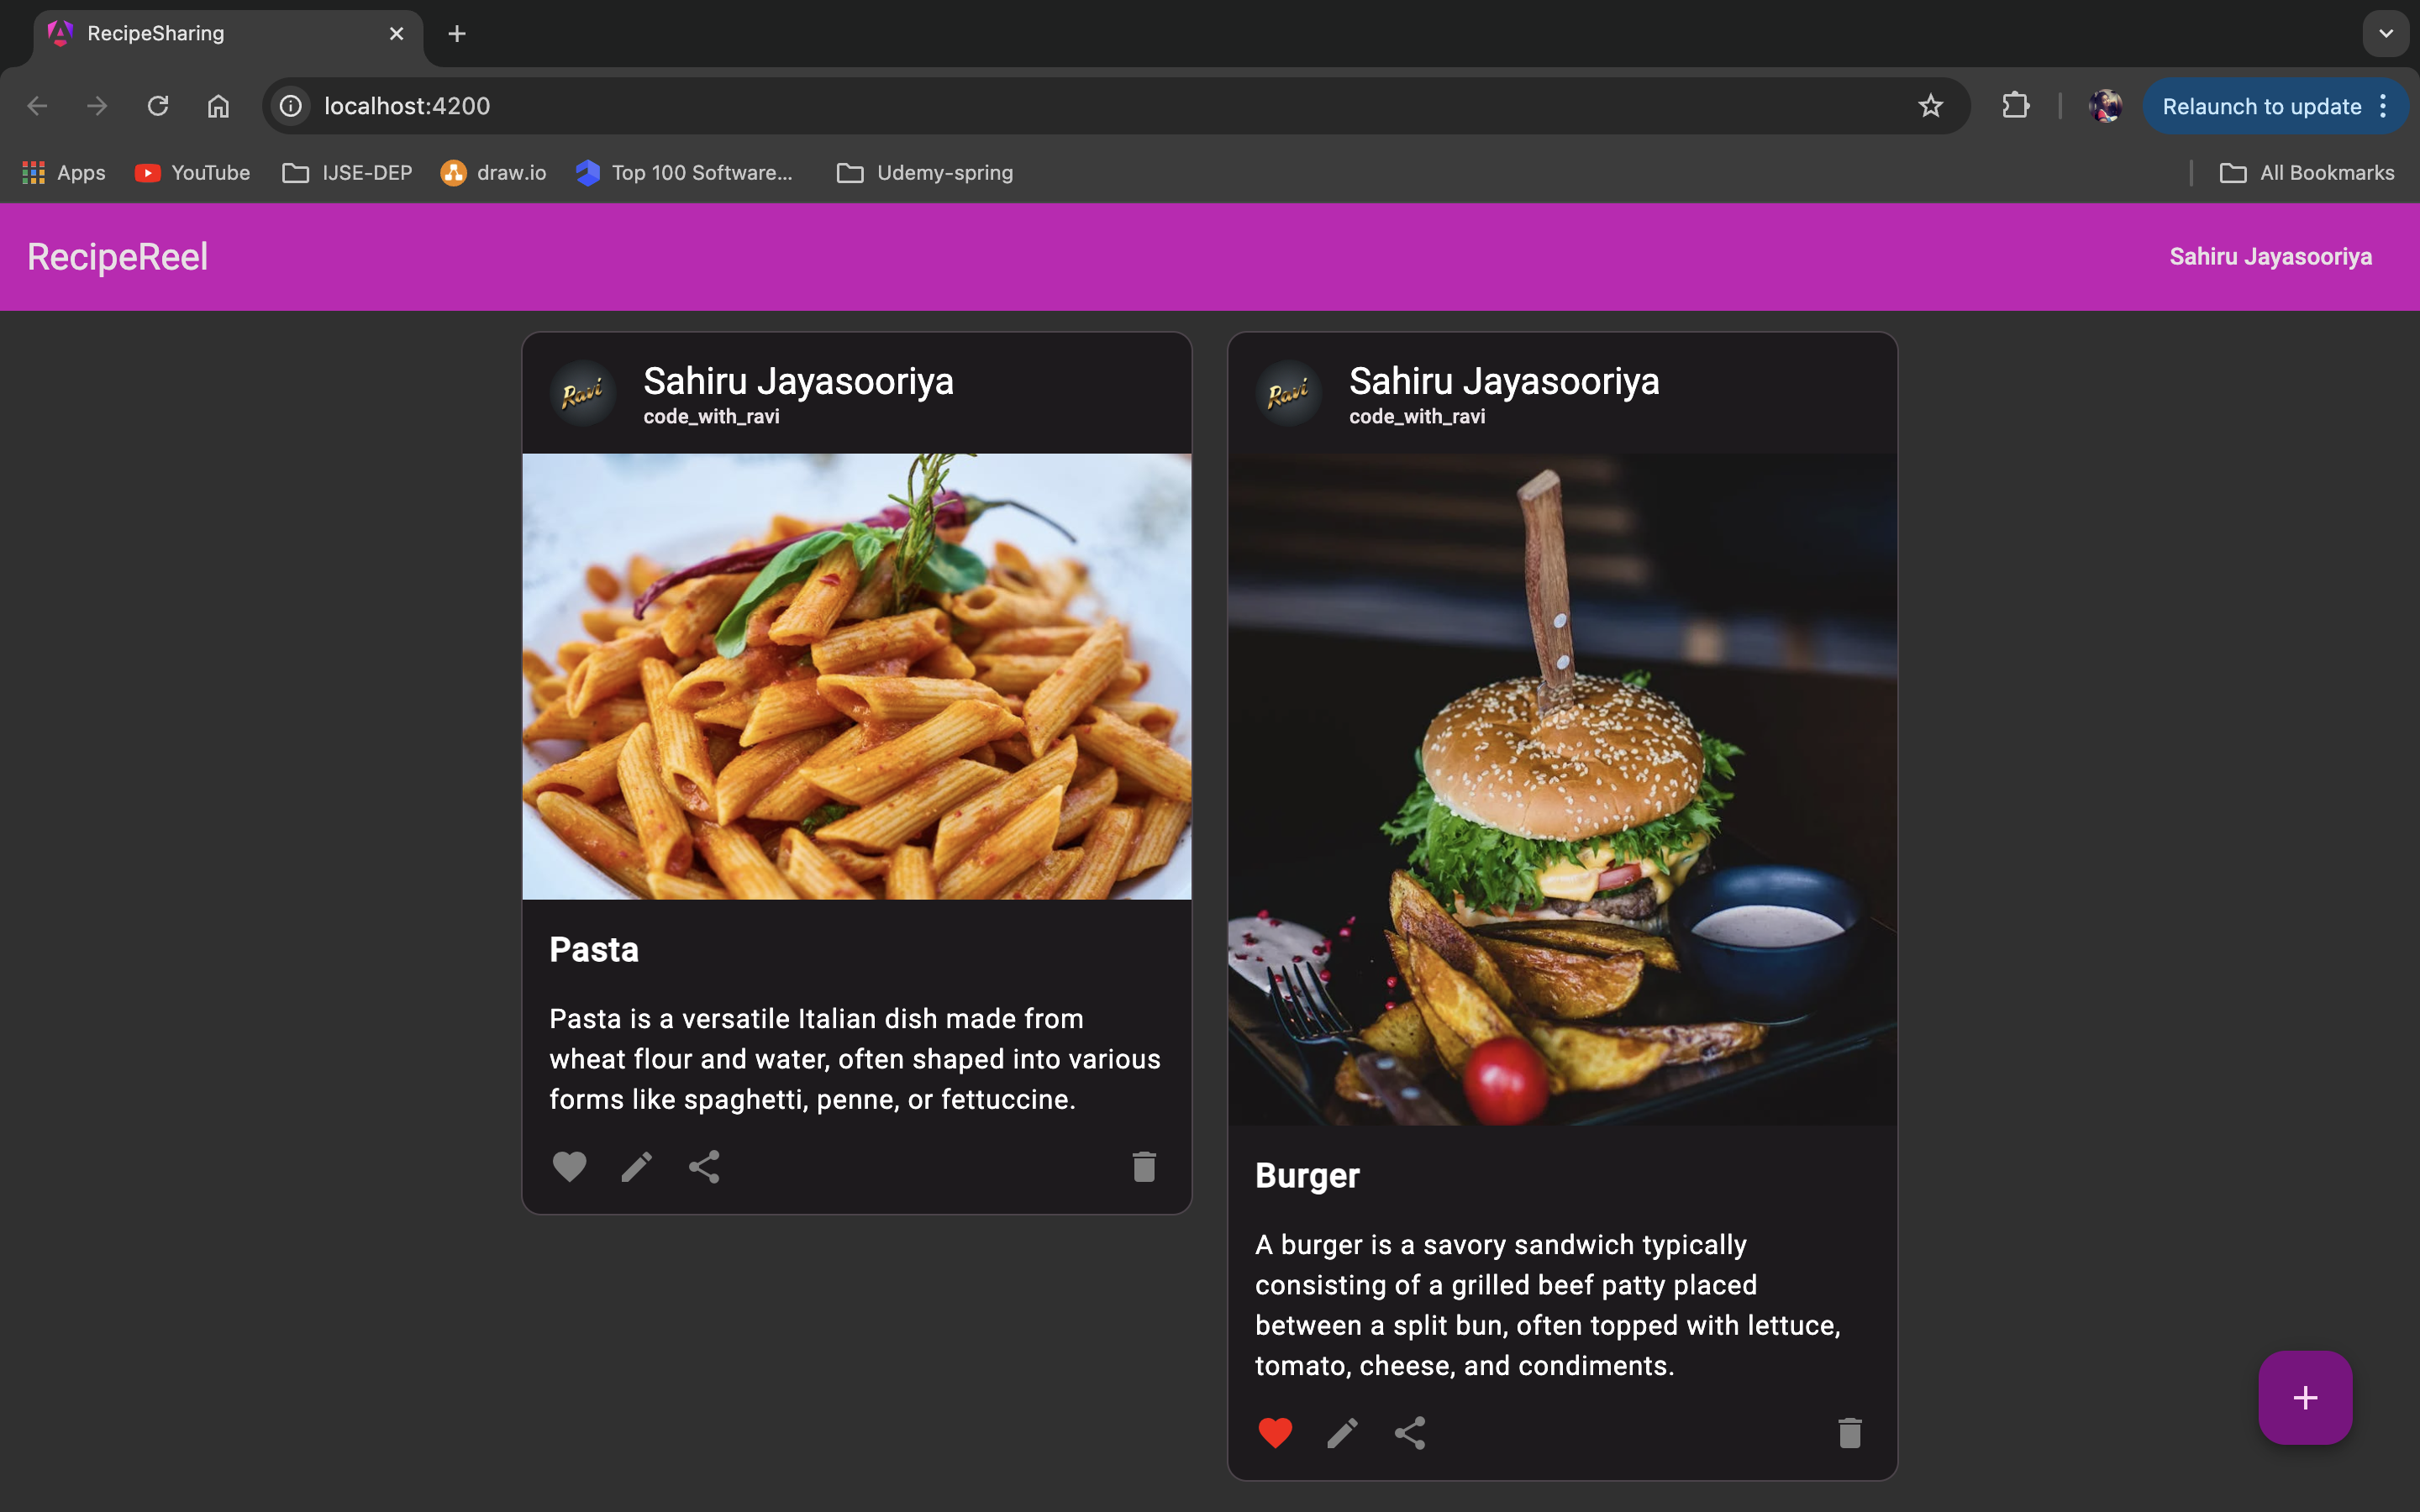 RecipeSharing
localhost:4200
Relaunch to update
Apps
YouTube
IJSE-DEP
draw.io
Top 100 Software...
Udemy-spring
All Bookmarks
RecipeReel
Sahiru Jayasooriya
Ravi
Sahiru Jayasooriya
code_with_ravi
Pasta
Pasta is a versatile Italian dish made from
wheat flour and water, often shaped into various
forms like spaghetti, penne, or fettuccine.
Ravi
Sahiru Jayasooriya
code_with_ravi
Burger
A burger is a savory sandwich typically
consisting of a grilled beef patty placed
between a split bun, often topped with lettuce,
tomato, cheese, and condiments.